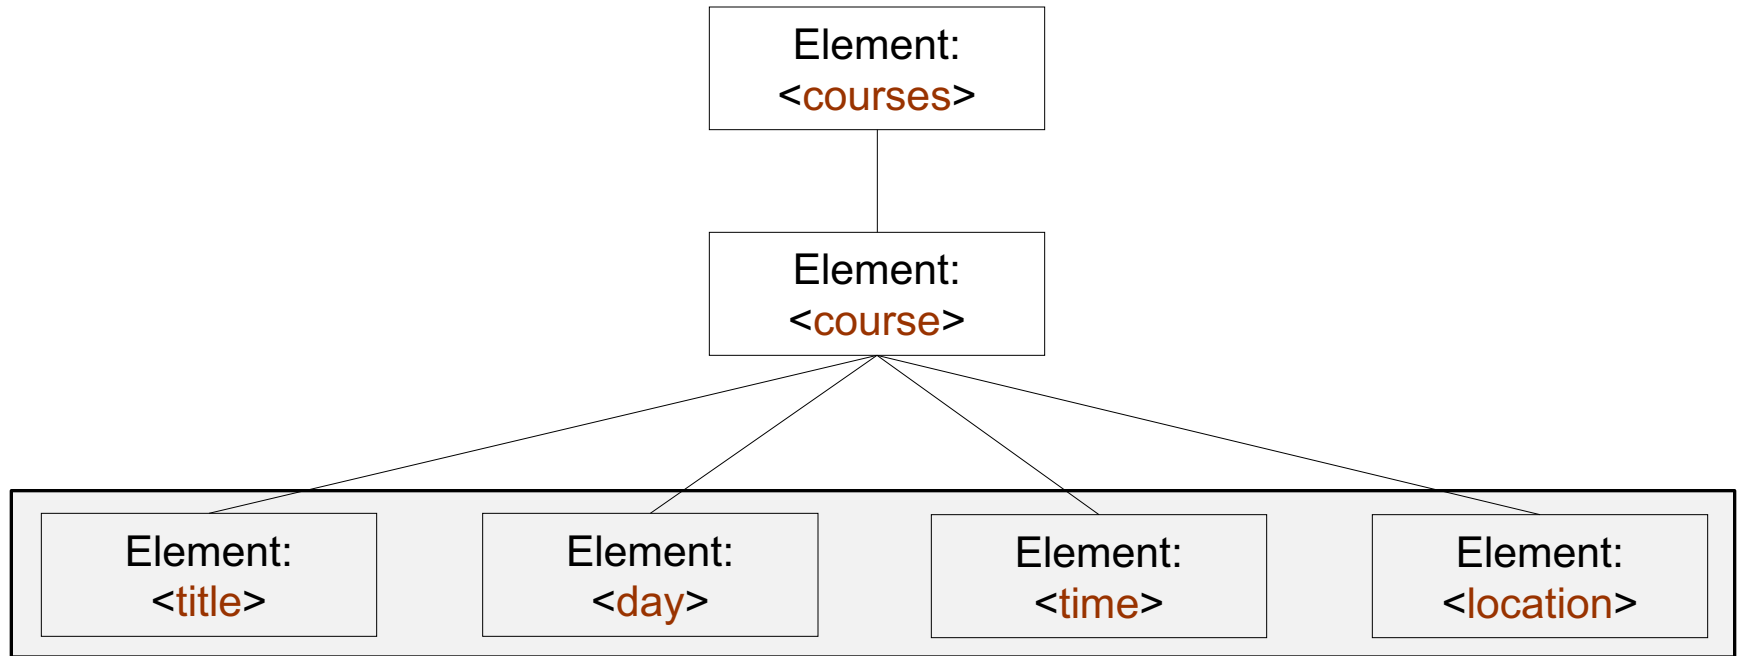 Element:
<courses>
Element:
<course>
Element:
<title>
Element:
<day>
Element:
<time>
Element:
<location>